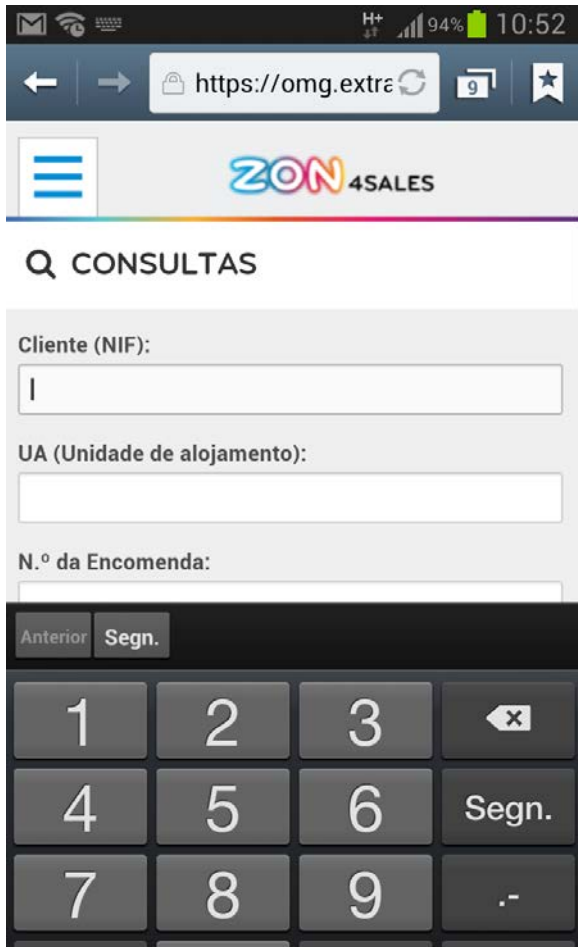 H+ 94% 10:52
https://omg.extra 9
ZON 4SALES
CONSULTAS
Cliente (NIF):
UA (Unidade de alojamento):
N.º da Encomenda:
Anterior Segn.
1 2 3
4 5 6 Segn.
7 8 9 .-